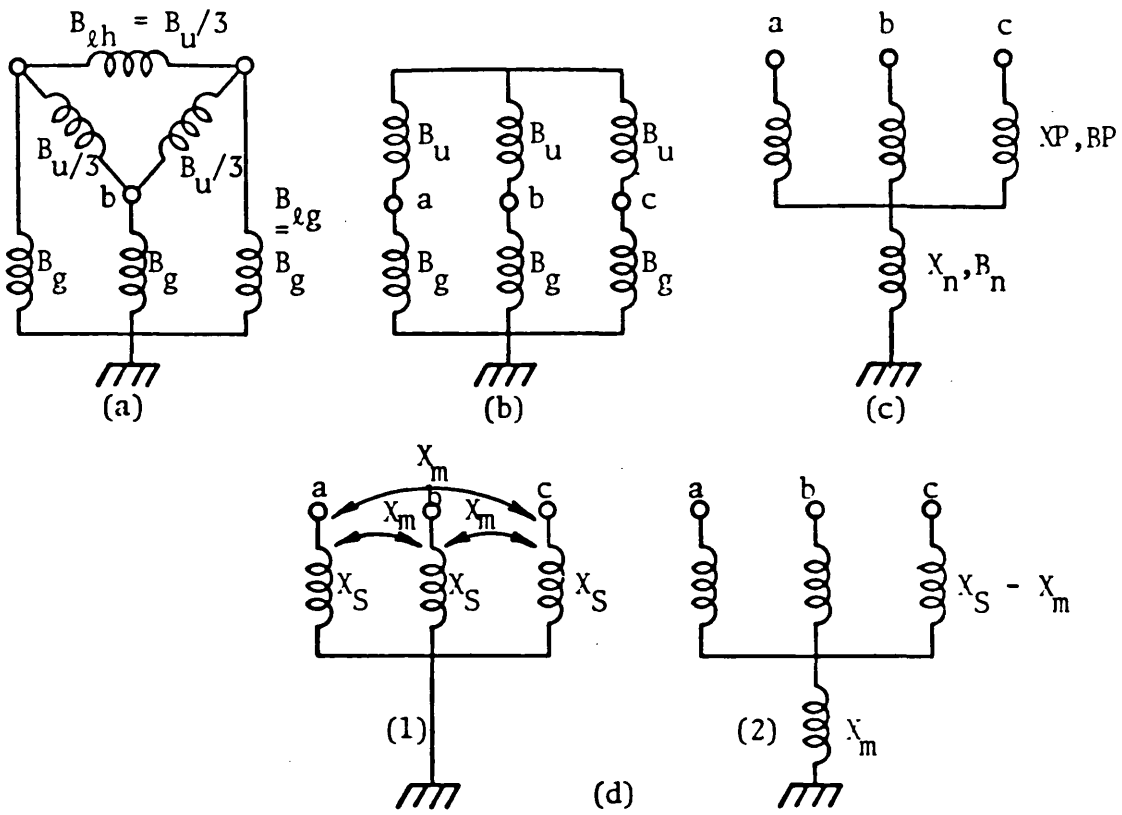 B_ℓh = B_u/3
B_u/3 B_u/3
b
B_ℓg
=
B_g B_g B_g
(a)
B_u B_u B_u
a b c
B_g B_g B_g
(b)
a b c
XP,BP
X_n,B_n
(c)
X_m
a b c
X_m X_m
X_S X_S X_S
(1)
a b c
X_S - X_m
(2) X_m
(d)